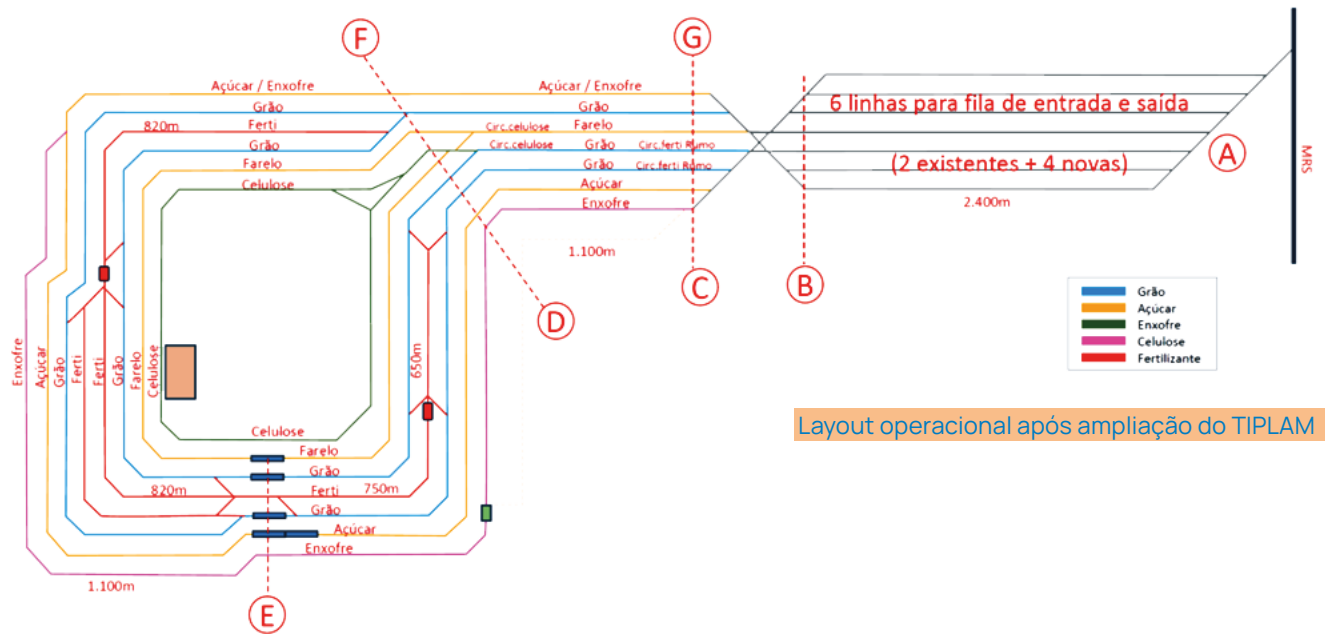 F
G
Açúcar / Enxofre
Açúcar / Enxofre
Grão
Grão
6 linhas para fila de entrada e saída
820m
Ferti
Circ.celulose
Farelo
Grão
Circ.celulose
Grão
Circ.ferti Rumo
A
MRS
Farelo
Grão
Circ.ferti Rumo
(2 existentes + 4 novas)
Celulose
Açúcar
Enxofre
2.400m
1.100m
C
B
D
Grão
Açúcar
Enxofre
Celulose
Fertilizante
Enxofre
Açúcar
Grão
Ferti
Ferti
Grão
Farelo
Celulose
650m
Layout operacional após ampliação do TIPLAM
Celulose
Farelo
Grão
820m
Ferti
750m
Grão
Açúcar
Enxofre
1.100m
E